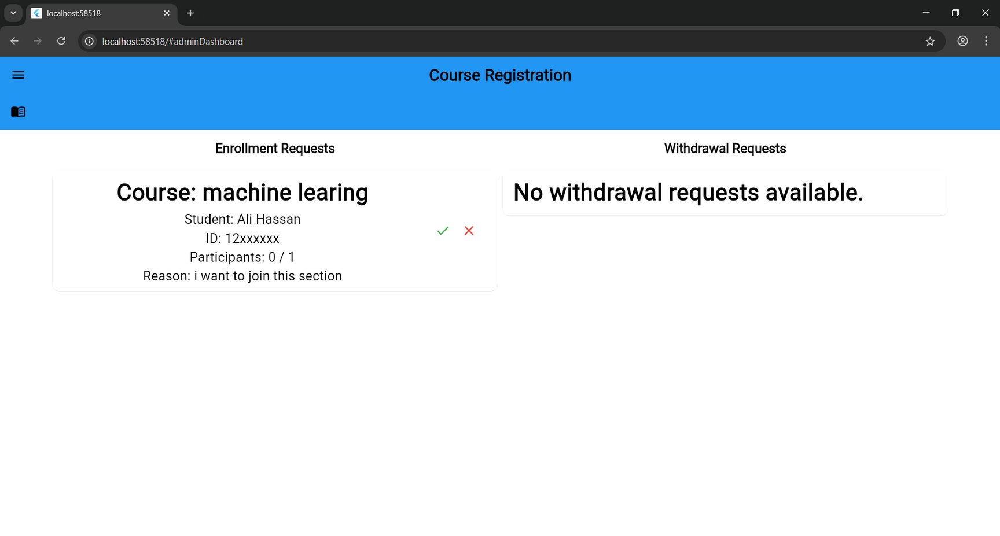 localhost:58518
localhost:58518/#adminDashboard
Course Registration
Enrollment Requests
Course: machine learing
Student: Ali Hassan
ID: 12xxxxxx
Participants: 0 / 1
Reason: i want to join this section
Withdrawal Requests
No withdrawal requests available.